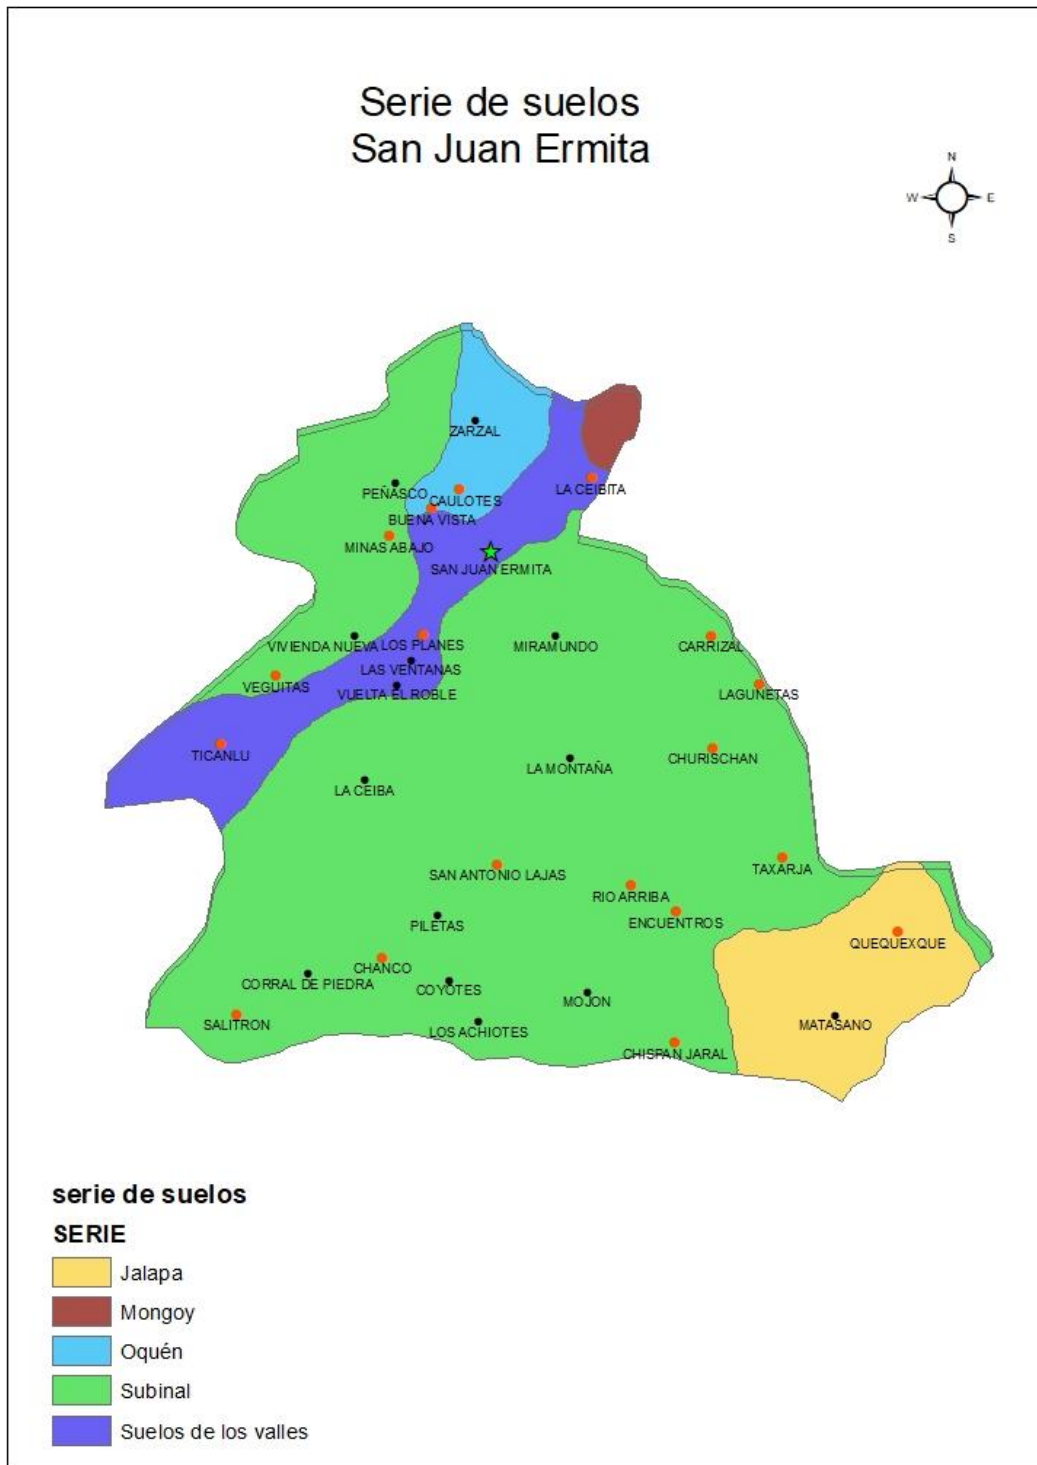 Serie de suelos
San Juan Ermita
N
W
E
S
ZARZAL
PEÑASCO
CAULOTES
LA CEIBITA
BUENA VISTA
MINAS ABAJO
SAN JUAN ERMITA
VIVIENDA NUEVA
LOS PLANES
MIRAMUNDO
CARRIZAL
LAS VENTANAS
VEGUITAS
VUELTA EL ROBLE
LAGUNETAS
TICANLU
CHURISCHAN
LA MONTAÑA
LA CEIBA
TAXARJA
SAN ANTONIO LAJAS
RIO ARRIBA
ENCUENTROS
PILETAS
QUEQUEXQUE
CHANCO
CORRAL DE PIEDRA
COYOTES
MOJON
SALITRON
MATASANO
LOS ACHIOTES
CHISPAN JARAL
serie de suelos
SERIE
Jalapa
Mongoy
Oquén
Subinal
Suelos de los valles